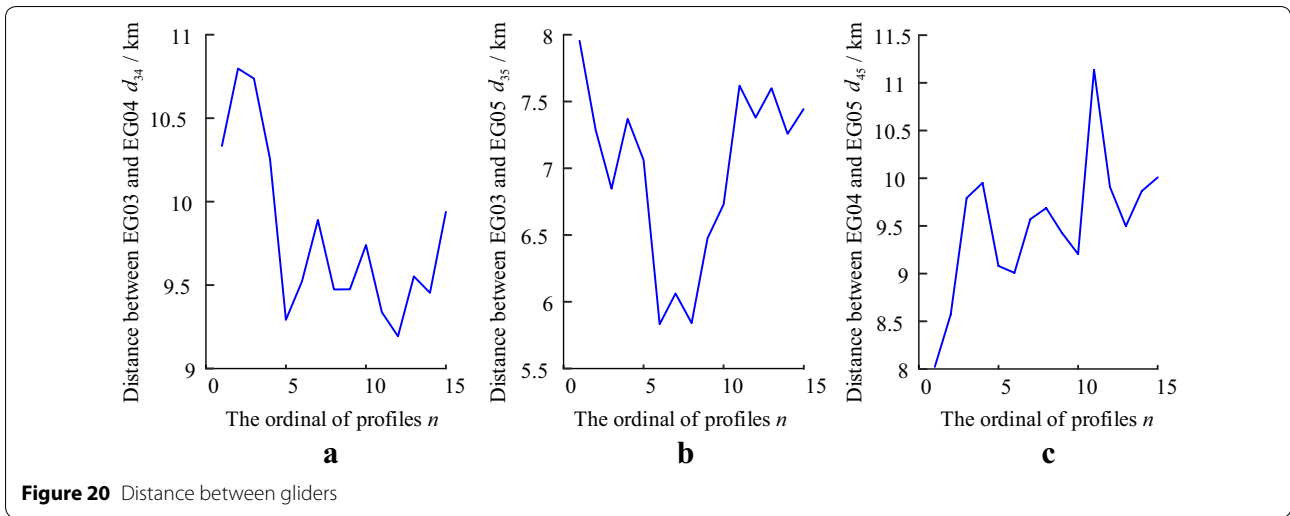 Distance between EG03 and EG04 d34 / km
11
10.5
10
9.5
9
0 5 10 15
The ordinal of profiles n
a
Distance between EG03 and EG05 d35 / km
8
7.5
7
6.5
6
5.5
0 5 10 15
The ordinal of profiles n
b
Distance between EG04 and EG05 d45 / km
11.5
11
10.5
10
9.5
9
8.5
8
0 5 10 15
The ordinal of profiles n
c
Figure 20 Distance between gliders